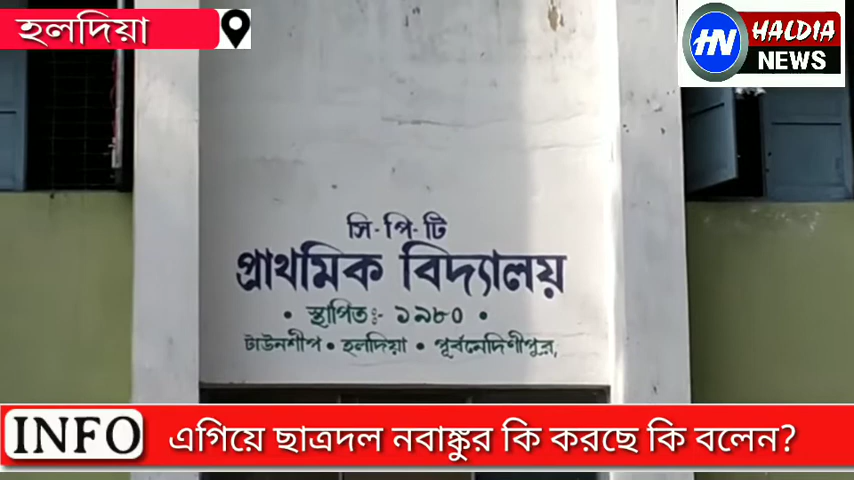 হলদিয়া
HN HALDIA
NEWS
সি-পি-টি
প্রাথমিক বিদ্যালয়
• স্থাপিত:- ১৯৮০ •
টাউনশীপ • হলদিয়া • পূর্বমেদিণীপুর,
INFO এগিয়ে ছাত্রদল নবাঙ্কুর কি করছে কি বলেন?